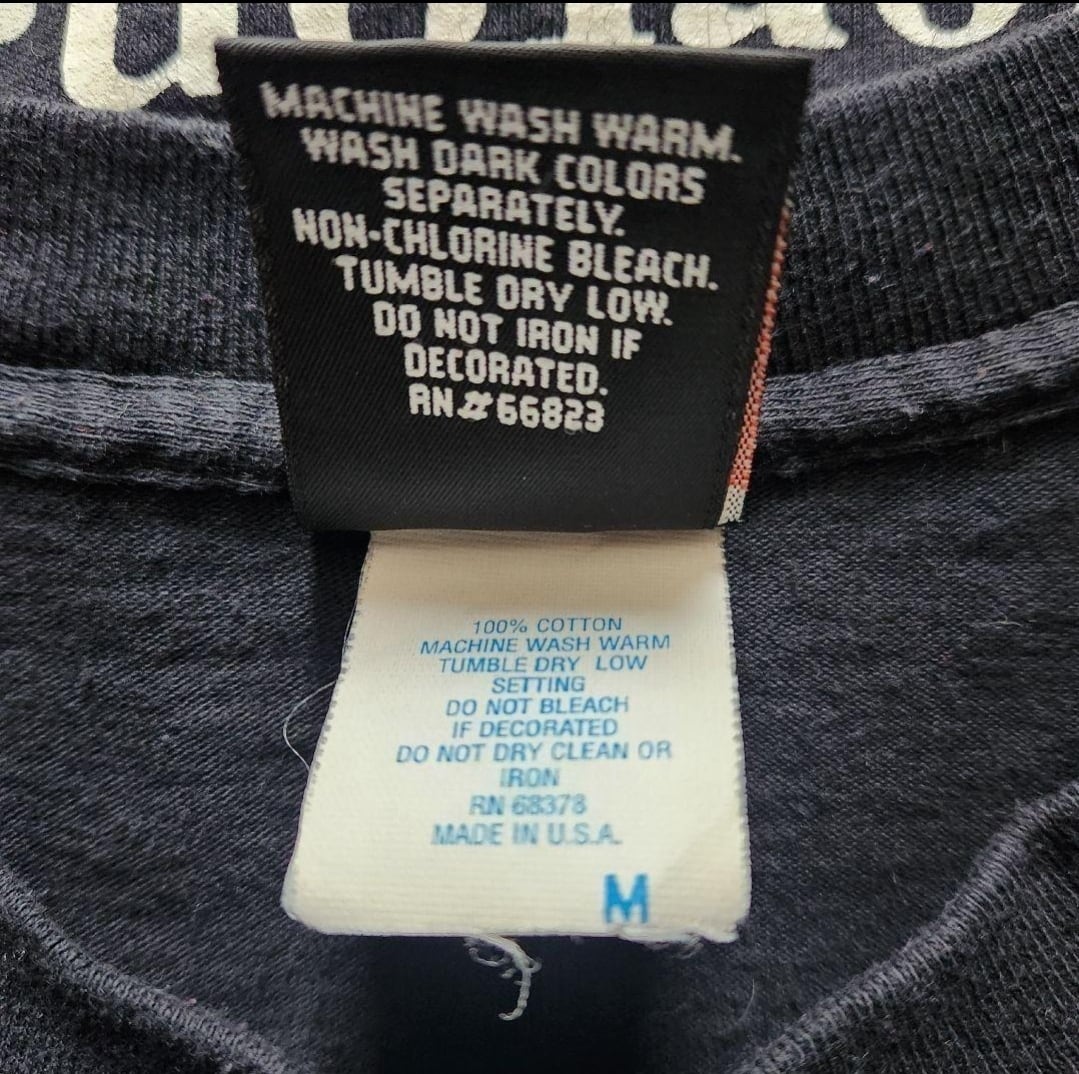 MACHINE WASH WARM.
WASH DARK COLORS
SEPARATELY.
NON-CHLORINE BLEACH.
TUMBLE DRY LOW.
DO NOT IRON IF
DECORATED.
RN#66823
100% COTTON
MACHINE WASH WARM
TUMBLE DRY LOW
SETTING
DO NOT BLEACH
IF DECORATED
DO NOT DRY CLEAN OR
IRON
RN 68378
MADE IN U.S.A.
M